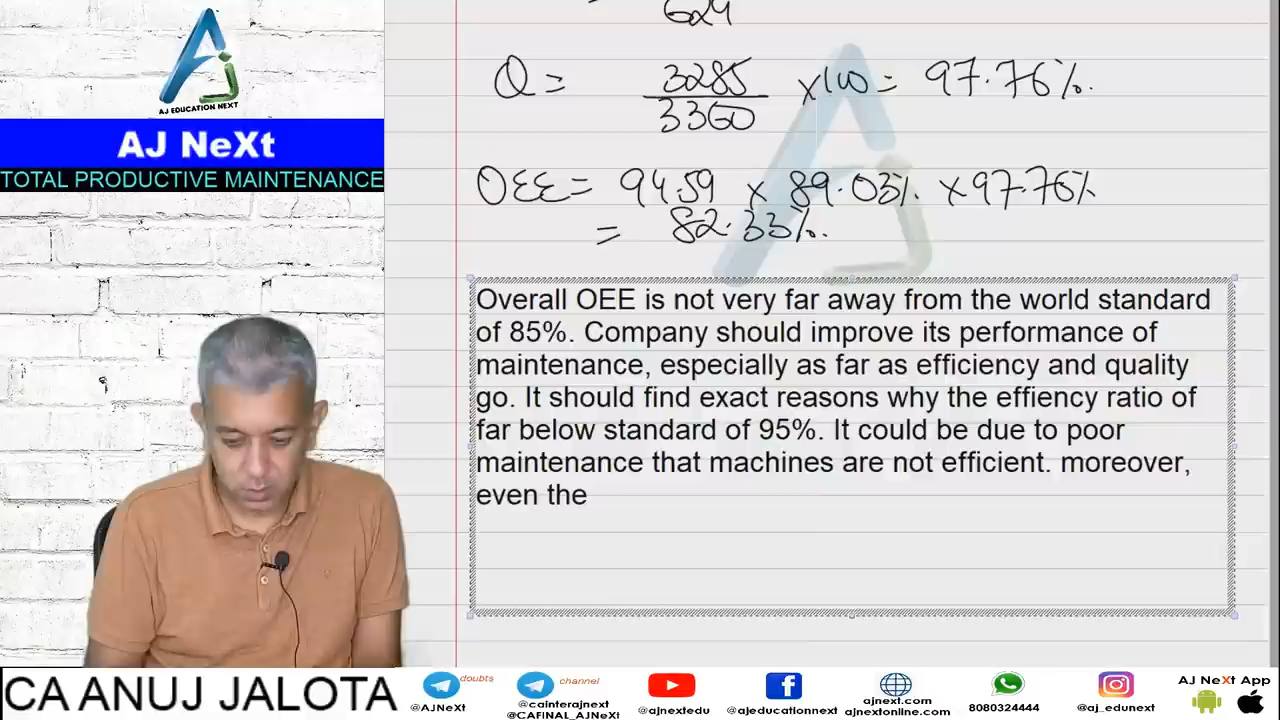 624
Q = 3285 / 3360 × 100 = 97.76%.
OEE = 94.59 × 89.03% × 97.76%
= 82.33%.
Overall OEE is not very far away from the world standard
of 85%. Company should improve its performance of
maintenance, especially as far as efficiency and quality
go. It should find exact reasons why the effiency ratio of
far below standard of 95%. It could be due to poor
maintenance that machines are not efficient. moreover,
even the
AJ EDUCATION NEXT
AJ NeXt
TOTAL PRODUCTIVE MAINTENANCE
CA ANUJ JALOTA
doubts
@AJNeXt
channel
@cainterajnext
@CAFINAL_AJNeXt
@ajnextedu
@ajeducationnext
ajnext.com
ajnextonline.com
8080324444
@aj_edunext
AJ NeXt App